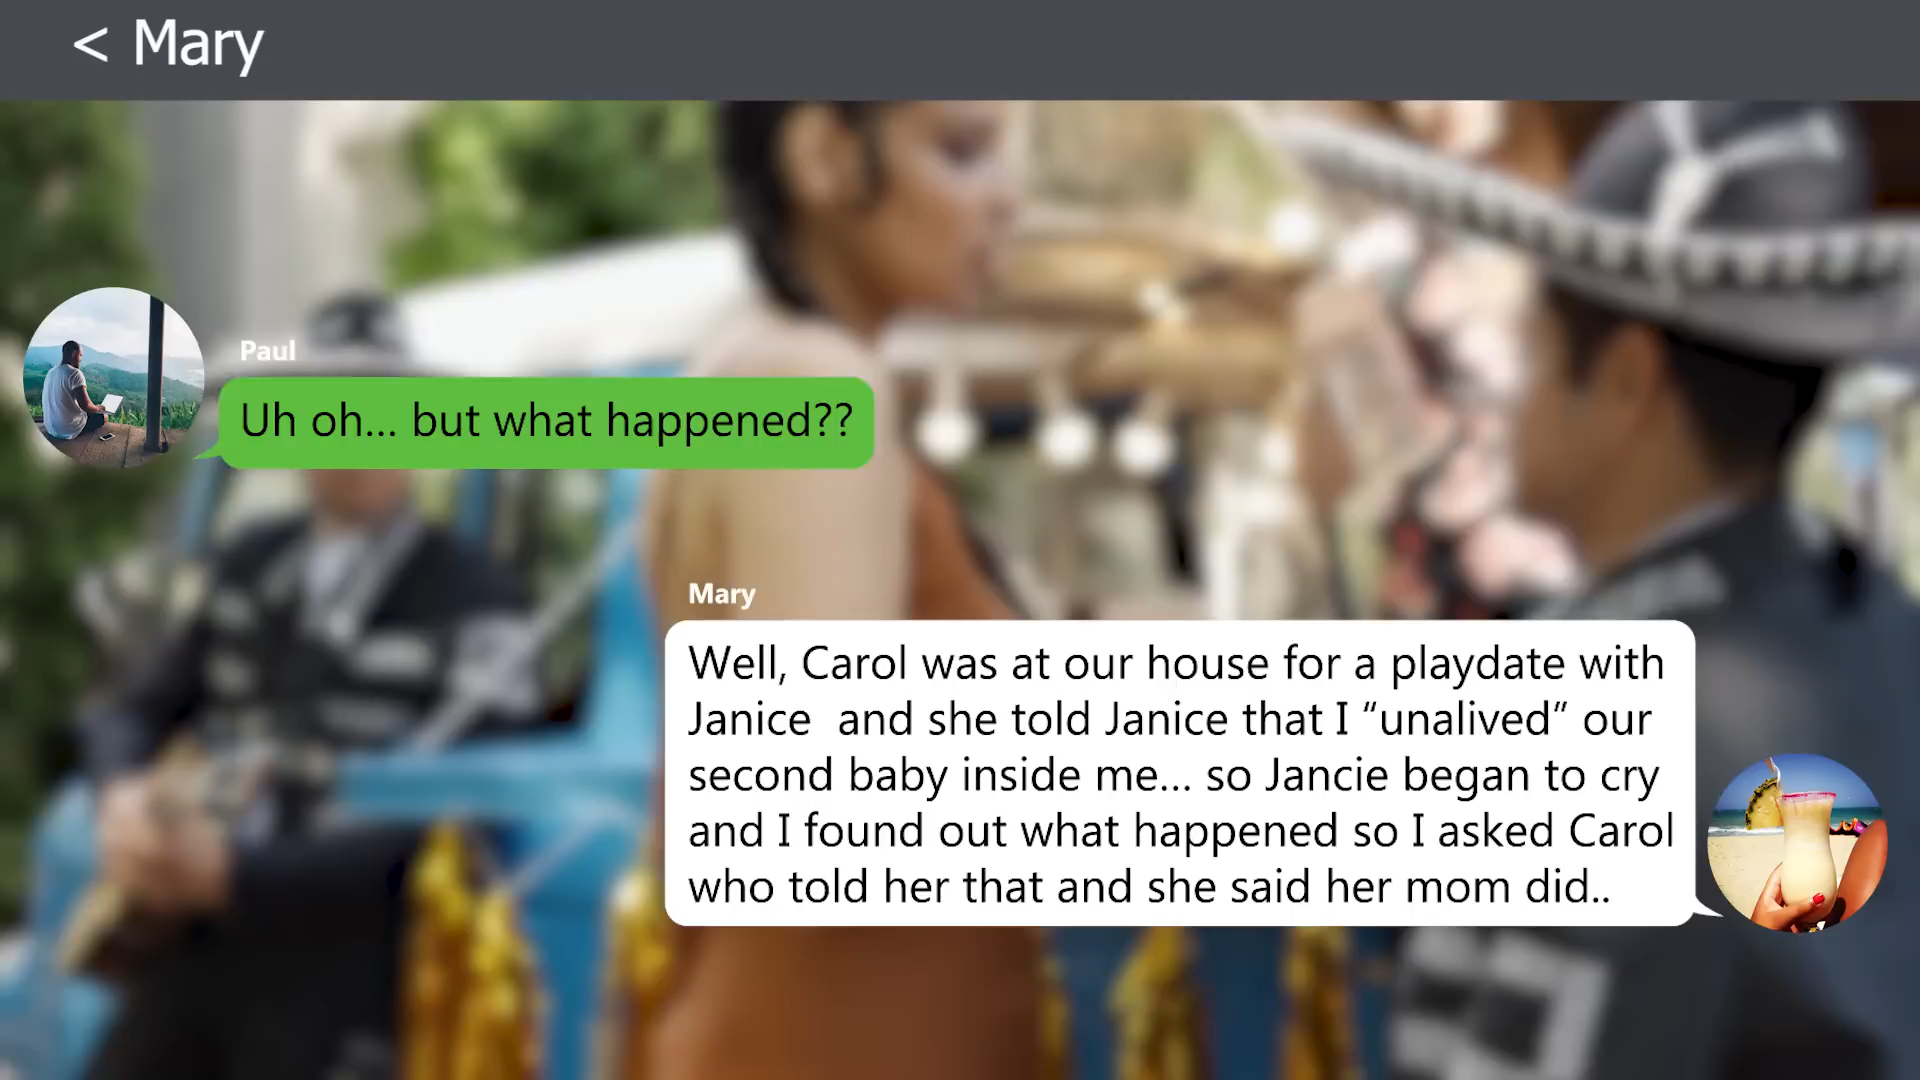 < Mary
Paul
Uh oh... but what happened??
Mary
Well, Carol was at our house for a playdate with
Janice  and she told Janice that I “unalived” our
second baby inside me... so Jancie began to cry
and I found out what happened so I asked Carol
who told her that and she said her mom did..